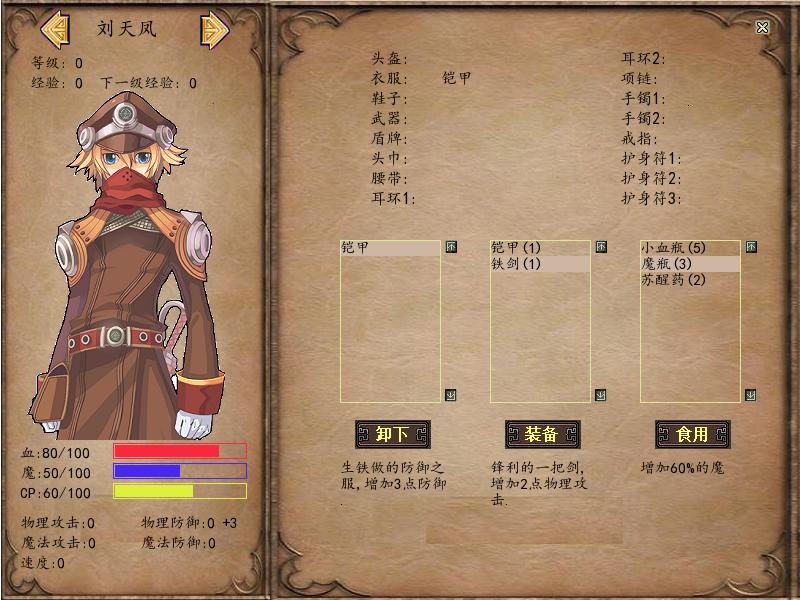 刘天凤
等级: 0
经验: 0 下一级经验: 0
血:80/100
魔:50/100
CP:60/100
物理攻击:0 物理防御:0 +3
魔法攻击:0 魔法防御:0
速度:0
头盔:
衣服: 铠甲
鞋子:
武器:
盾牌:
头巾:
腰带:
耳环1:
耳环2:
项链:
手镯1:
手镯2:
戒指:
护身符1:
护身符2:
护身符3:
铠甲
卸下
生铁做的防御之
服,增加3点防御
.
铠甲(1)
铁剑(1)
装备
锋利的一把剑,
增加2点物理攻
击.
小血瓶(5)
魔瓶(3)
苏醒药(2)
食用
增加60%的魔